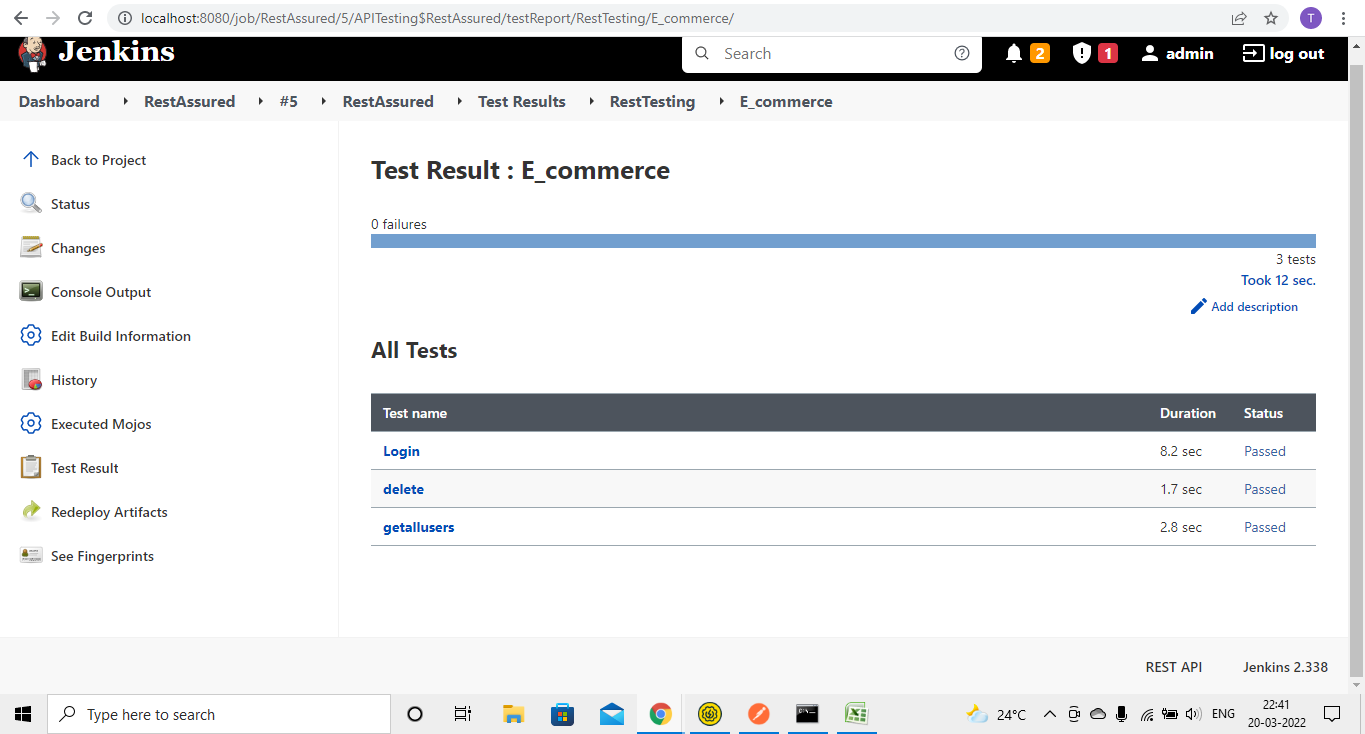 localhost:8080/job/RestAssured/5/APITesting$RestAssured/testReport/RestTesting/E_commerce/
T
Jenkins
Search
2
1
admin
log out
Dashboard RestAssured #5 RestAssured Test Results RestTesting E_commerce
Back to Project
Status
Changes
Console Output
Edit Build Information
History
Executed Mojos
Test Result
Redeploy Artifacts
See Fingerprints
Test Result : E_commerce
0 failures
3 tests
Took 12 sec.
Add description
All Tests
Test name Duration Status
Login 8.2 sec Passed
delete 1.7 sec Passed
getallusers 2.8 sec Passed
REST API Jenkins 2.338
Type here to search
24°C
ENG
22:41
20-03-2022